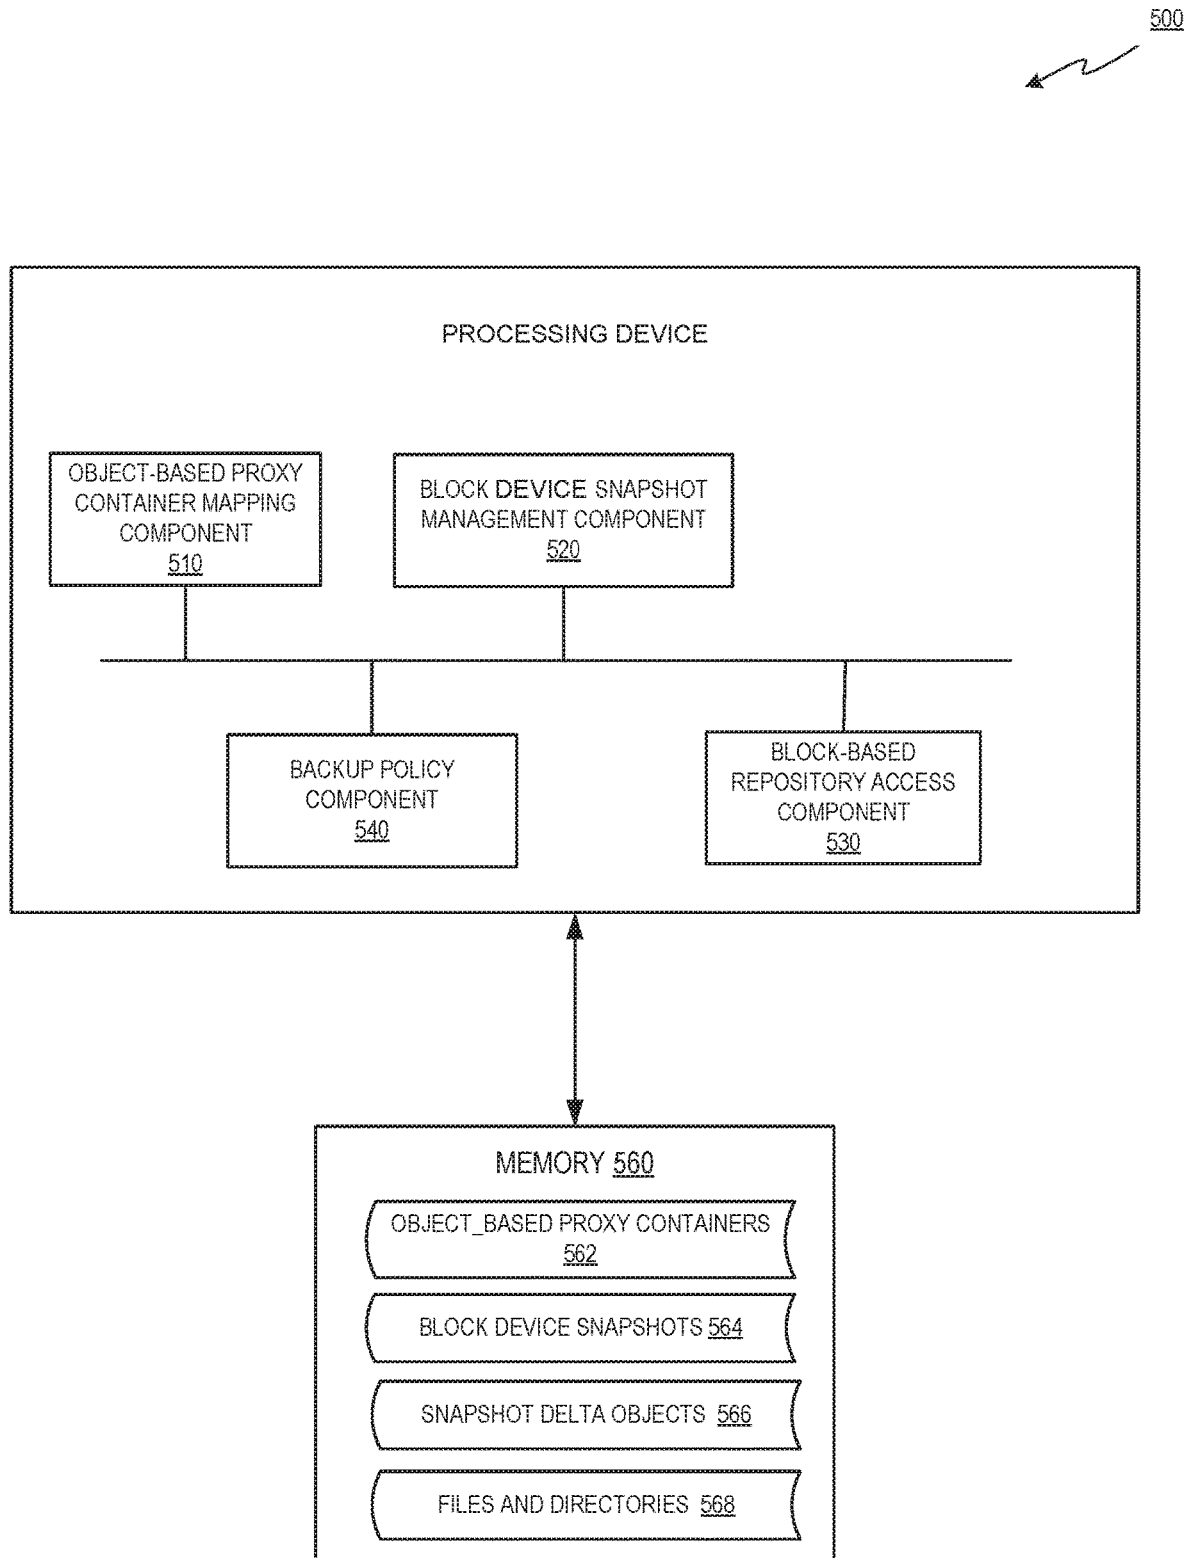 500
PROCESSING DEVICE
OBJECT-BASED PROXY
CONTAINER MAPPING
COMPONENT
510
BLOCK DEVICE SNAPSHOT
MANAGEMENT COMPONENT
520
BACKUP POLICY
COMPONENT
540
BLOCK-BASED
REPOSITORY ACCESS
COMPONENT
530
MEMORY 560
OBJECT_BASED PROXY CONTAINERS
562
BLOCK DEVICE SNAPSHOTS 564
SNAPSHOT DELTA OBJECTS 566
FILES AND DIRECTORIES 568